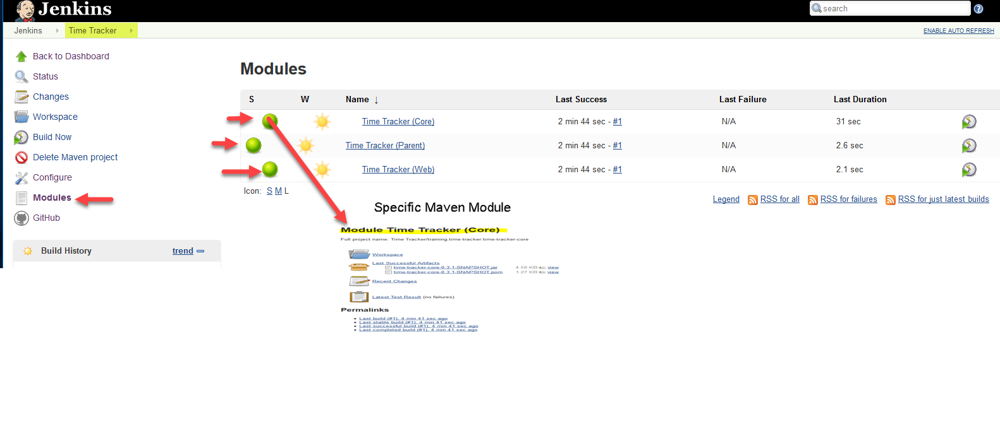 Jenkins
search
Jenkins
Time Tracker
ENABLE AUTO REFRESH
Back to Dashboard
Status
Changes
Workspace
Build Now
Delete Maven project
Configure
Modules
GitHub
Build History trend
Modules
S W Name ↓ Last Success Last Failure Last Duration
Time Tracker (Core) 2 min 44 sec - #1 N/A 31 sec
Time Tracker (Parent) 2 min 44 sec - #1 N/A 2.6 sec
Time Tracker (Web) 2 min 44 sec - #1 N/A 2.1 sec
Icon: S M L
Legend RSS for all RSS for failures RSS for just latest builds
Specific Maven Module
Module Time Tracker (Core)
Full project name: Time Tracker/training.time-tracker:time-tracker-core
Workspace
Last Successful Artifacts
time-tracker-core-0.3.1-SNAPSHOT.jar 4.50 KB view
time-tracker-core-0.3.1-SNAPSHOT.pom 1.27 KB view
Recent Changes
Latest Test Result (no failures)
Permalinks
Last build (#1), 4 min 41 sec ago
Last stable build (#1), 4 min 41 sec ago
Last successful build (#1), 4 min 41 sec ago
Last completed build (#1), 4 min 41 sec ago